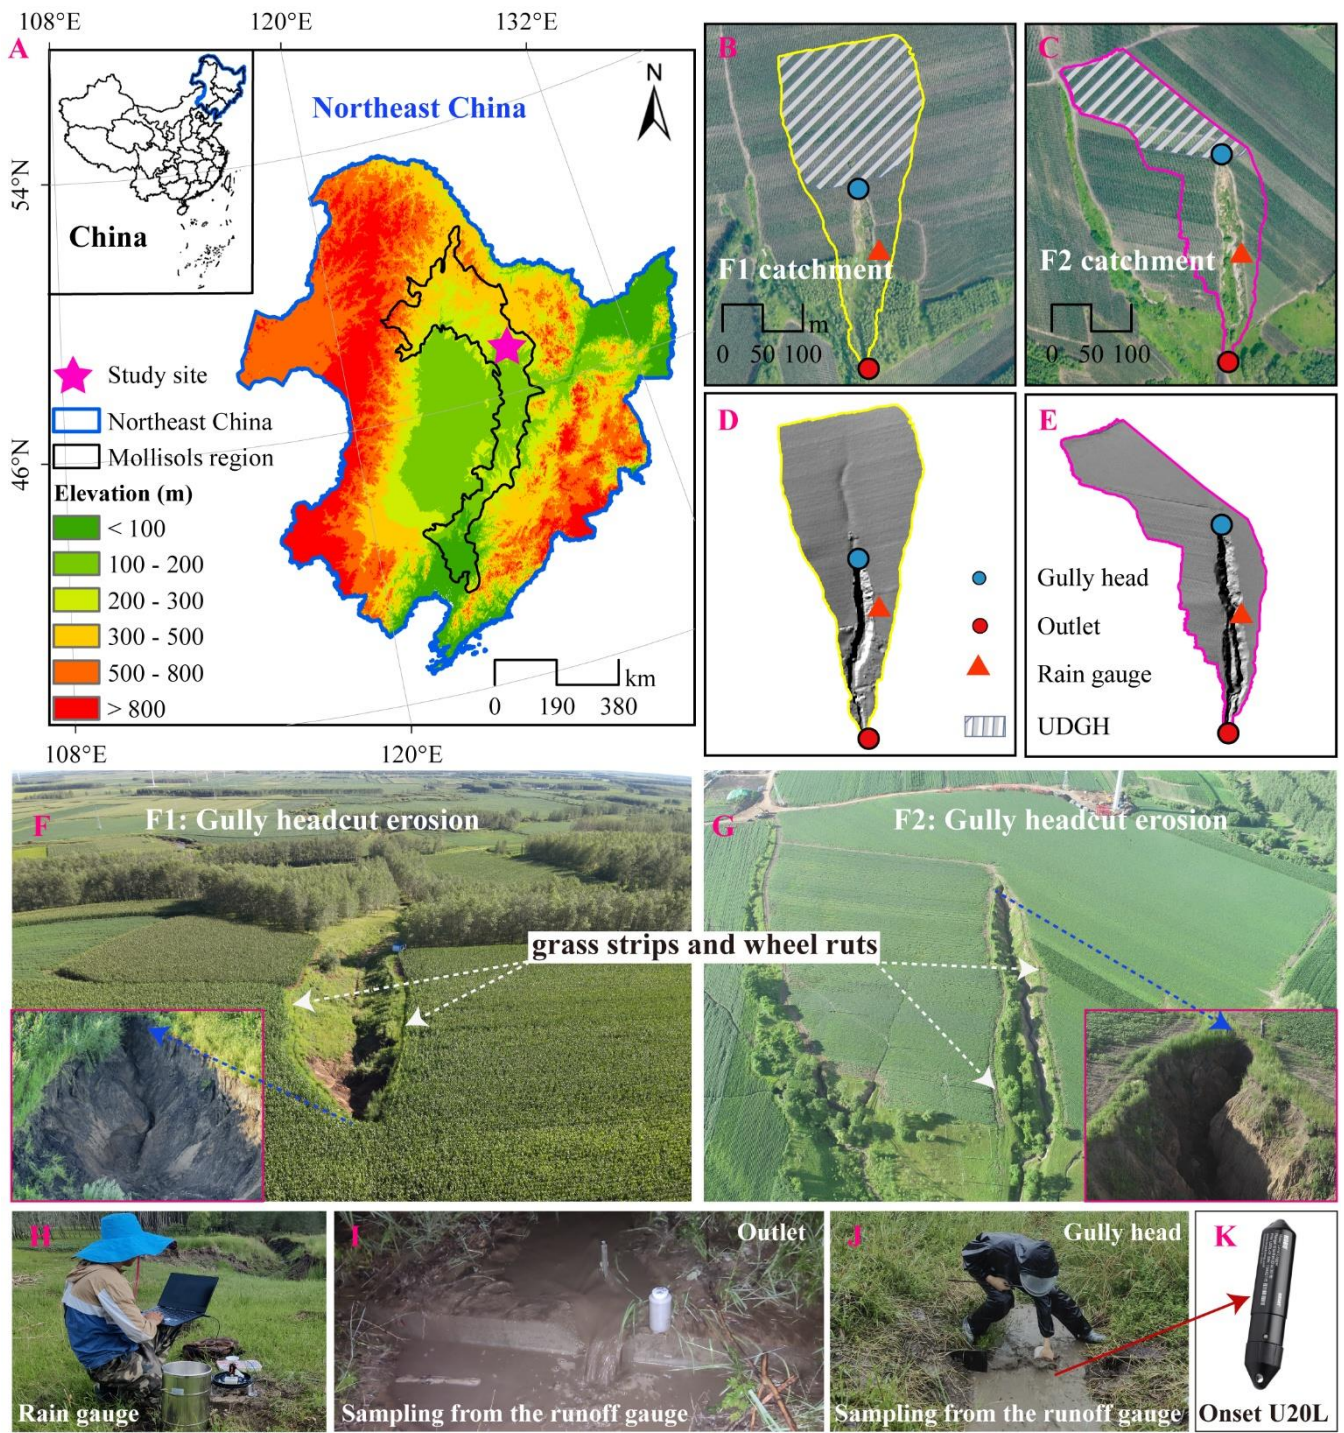 108°E
120°E
132°E
A
N
Northeast China
54°N
46°N
China
Study site
Northeast China
Mollisols region
Elevation (m)
< 100
100 - 200
200 - 300
300 - 500
500 - 800
> 800
km
0 190 380
108°E
120°E
B
F1 catchment
m
0 50 100
C
F2 catchment
m
0 50 100
D
E
Gully head
Outlet
Rain gauge
UDGH
F
F1: Gully headcut erosion
G
F2: Gully headcut erosion
grass strips and wheel ruts
H
Rain gauge
I
Outlet
Sampling from the runoff gauge
J
Gully head
Sampling from the runoff gauge
K
Onset U20L